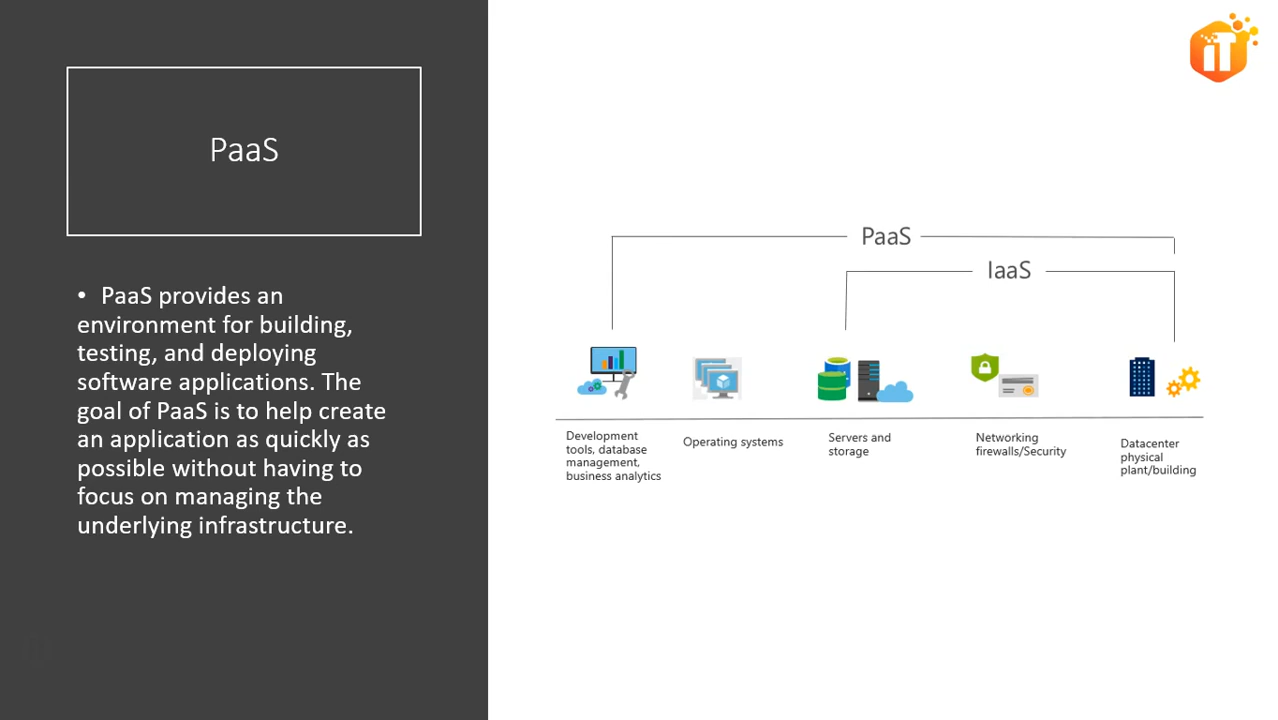 PaaS
• PaaS provides an
environment for building,
testing, and deploying
software applications. The
goal of PaaS is to help create
an application as quickly as
possible without having to
focus on managing the
underlying infrastructure.
iT
PaaS
IaaS
Development
tools, database
management,
business analytics
Operating systems
Servers and
storage
Networking
firewalls/Security
Datacenter
physical
plant/building